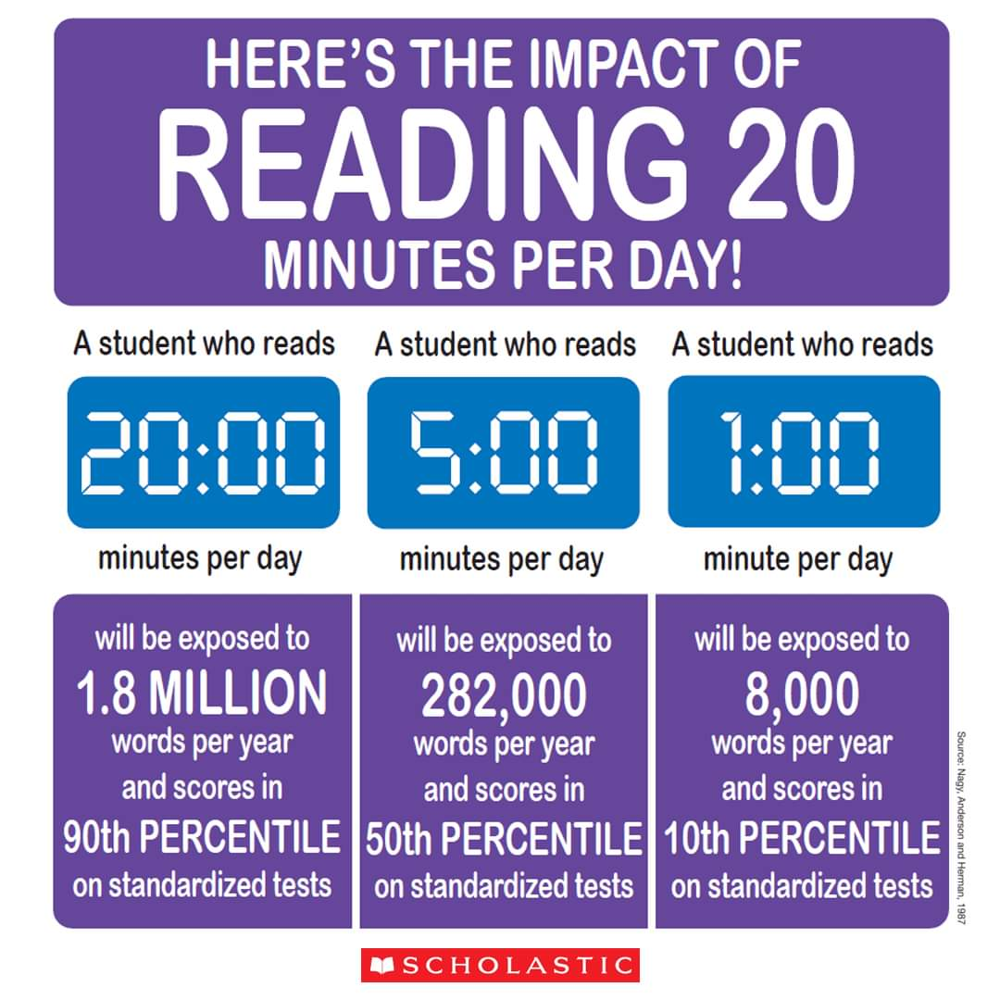 HERE'S THE IMPACT OF
READING 20
MINUTES PER DAY!
A student who reads
20:00
minutes per day
will be exposed to
1.8 MILLION
words per year
and scores in
90th PERCENTILE
on standardized tests
A student who reads
5:00
minutes per day
will be exposed to
282,000
words per year
and scores in
50th PERCENTILE
on standardized tests
A student who reads
1:00
minute per day
will be exposed to
8,000
words per year
and scores in
10th PERCENTILE
on standardized tests
Source: Nagy, Anderson and Herman, 1987
SCHOLASTIC